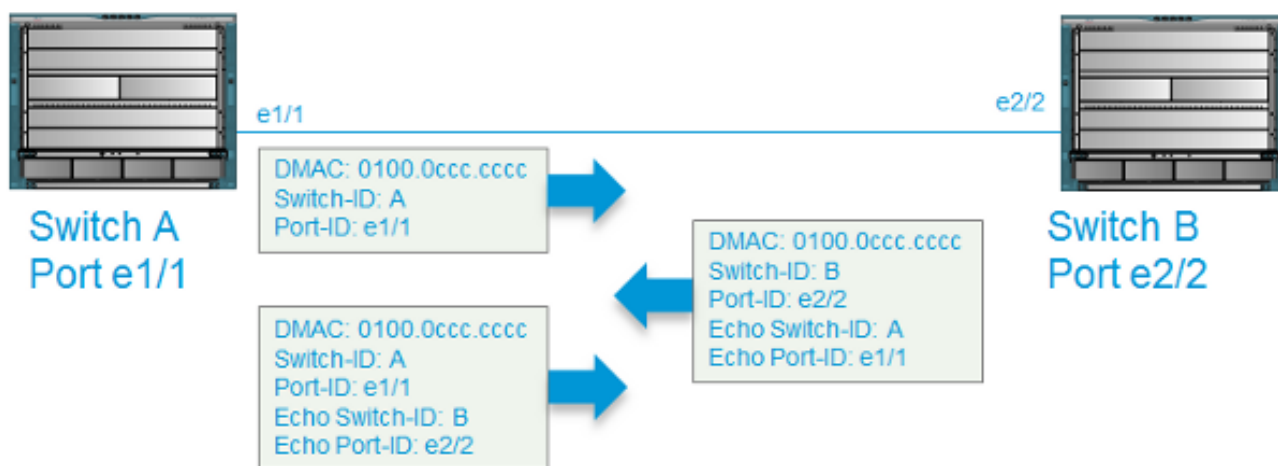 e1/1
e2/2
DMAC: 0100.0ccc.cccc
Switch-ID: A
Port-ID: e1/1
Switch A
Port e1/1
DMAC: 0100.0ccc.cccc
Switch-ID: B
Port-ID: e2/2
Echo Switch-ID: A
Echo Port-ID: e1/1
Switch B
Port e2/2
DMAC: 0100.0ccc.cccc
Switch-ID: A
Port-ID: e1/1
Echo Switch-ID: B
Echo Port-ID: e2/2